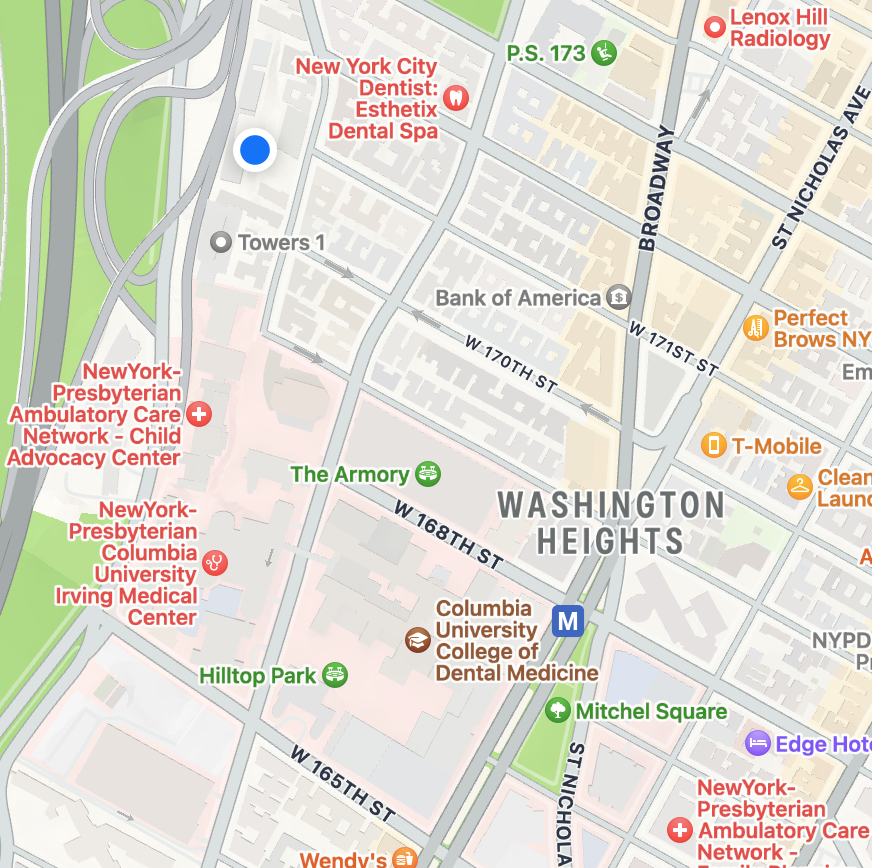 Lenox Hill
Radiology
P.S. 173
New York City
Dentist:
Esthetix
Dental Spa
BROADWAY
ST NICHOLAS AVE
Towers 1
Bank of America
Perfect
Brows NY
W 171ST ST
W 170TH ST
Em
NewYork-
Presbyterian
Ambulatory Care
Network - Child
Advocacy Center
T-Mobile
The Armory
Clean
Laund
WASHINGTON
HEIGHTS
W 168TH ST
NewYork-
Presbyterian
Columbia
University
Irving Medical
Center
A
M
Columbia
University
College of
Dental Medicine
NYPD
Pr
Hilltop Park
Mitchel Square
Edge Hote
W 165TH ST
ST NICHOLA
NewYork-
Presbyterian
Ambulatory Care
Network -
Wendy's